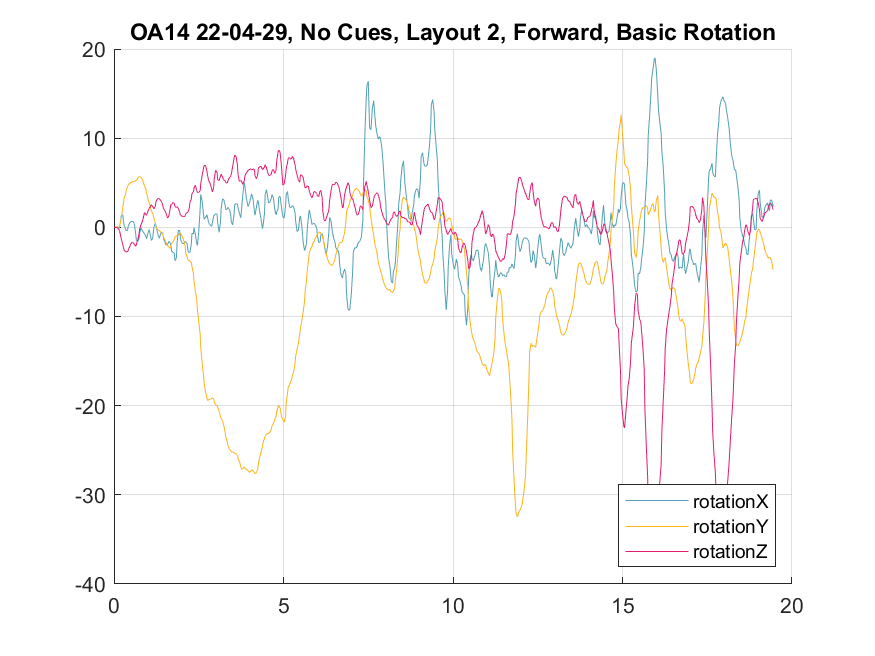 OA14 22-04-29, No Cues, Layout 2, Forward, Basic Rotation
20
10
0
-10
-20
-30
-40
0 5 10 15 20
rotationX
rotationY
rotationZ